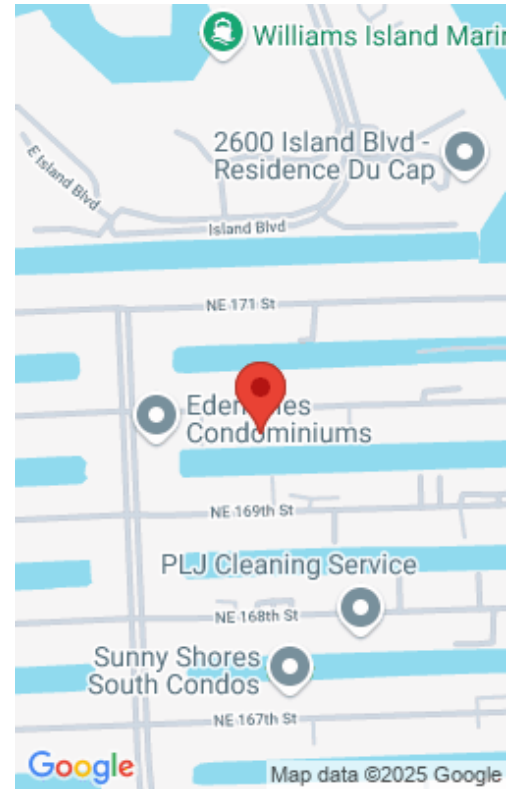 Williams Island Marin
2600 Island Blvd -
Residence Du Cap
E Island Blvd
Island Blvd
NE 171 St
Eden
es
Condominiums
NE 169th St
PLJ Cleaning Service
NE 168th St
Sunny Shores
South Condos
NE 167th St
Google
Map data ©2025 Google